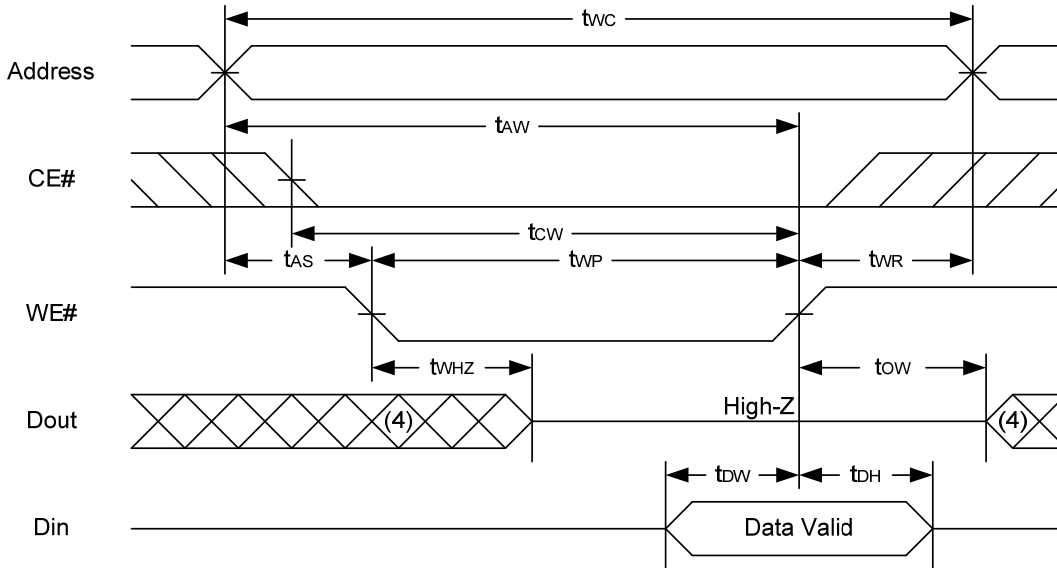 tWC
Address
tAW
CE#
tCW
tAS
tWP
tWR
WE#
tWHZ
tOW
High-Z
Dout
(4)
(4)
tDW
tDH
Din
Data Valid